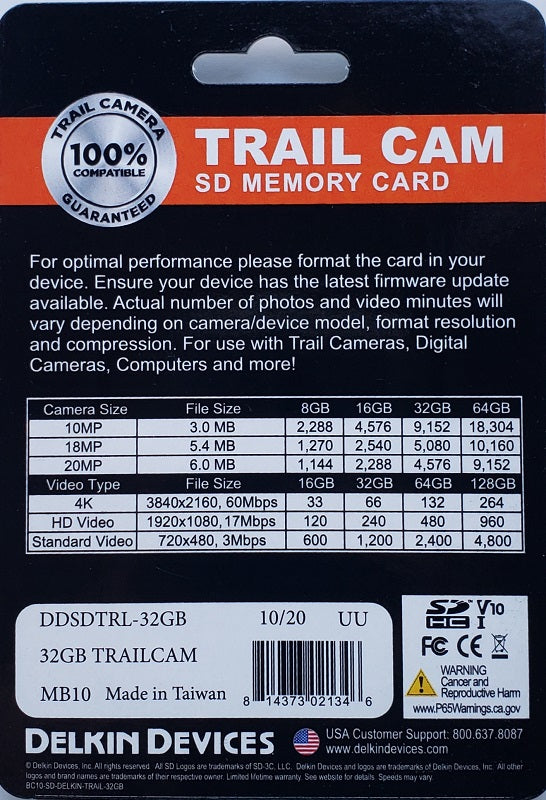 TRAIL CAMERA
100%
COMPATIBLE
GUARANTEED
TRAIL CAM
SD MEMORY CARD
For optimal performance please format the card in your
device. Ensure your device has the latest firmware update
available. Actual number of photos and video minutes will
vary depending on camera/device model, format resolution
and compression. For use with Trail Cameras, Digital
Cameras, Computers and more!
Camera Size File Size 8GB 16GB 32GB 64GB
10MP 3.0 MB 2,288 4,576 9,152 18,304
18MP 5.4 MB 1,270 2,540 5,080 10,160
20MP 6.0 MB 1,144 2,288 4,576 9,152
Video Type File Size 16GB 32GB 64GB 128GB
4K 3840x2160, 60Mbps 33 66 132 264
HD Video 1920x1080,17Mbps 120 240 480 960
Standard Video 720x480, 3Mbps 600 1,200 2,400 4,800
DDSDTRL-32GB 10/20 UU
32GB TRAILCAM
MB10 Made in Taiwan
8 14373 02134 6
SD HC V10 I
FC CE
WARNING
Cancer and
Reproductive Harm
www.P65Warnings.ca.gov
DELKIN DEVICES
USA Customer Support: 800.637.8087
www.delkindevices.com
© Delkin Devices, Inc. All rights reserved. All SD Logos are trademarks of SD-3C, LLC. Delkin Devices and taglines are trademarks of Delkin Devices, Inc. All other
logos and brand names are trademarks of their respective owner. Limited lifetime warranty. See website for details. Speeds may vary.
BC10-SD-DELKIN-TRAIL-32GB